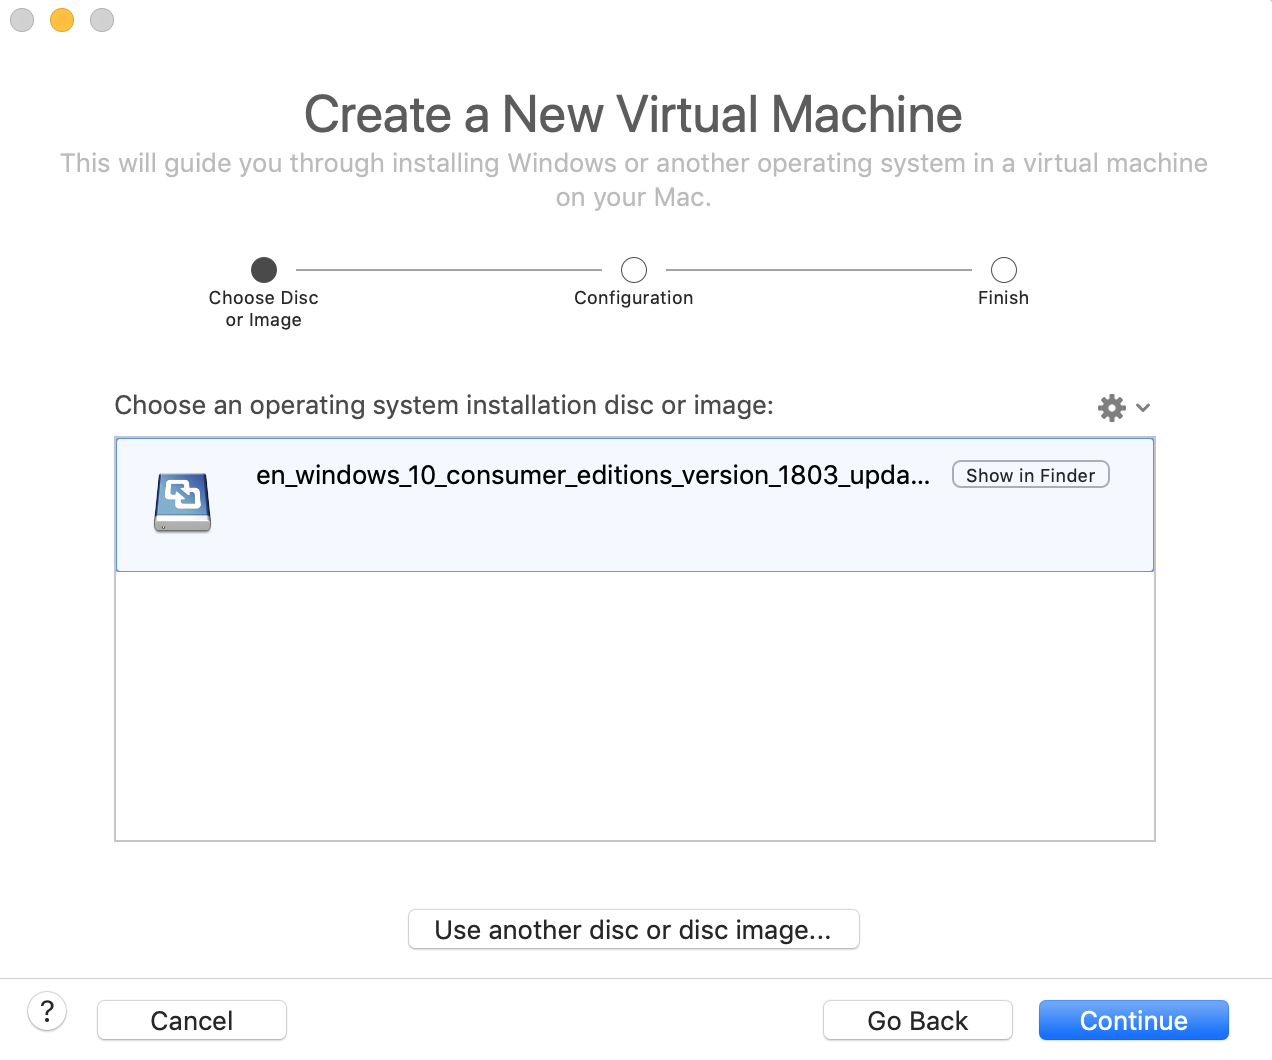 Create a New Virtual Machine
This will guide you through installing Windows or another operating system in a virtual machine
on your Mac.
Choose Disc
or Image
Configuration
Finish
Choose an operating system installation disc or image:
en_windows_10_consumer_editions_version_1803_upda...
Show in Finder
Use another disc or disc image...
?
Cancel
Go Back
Continue